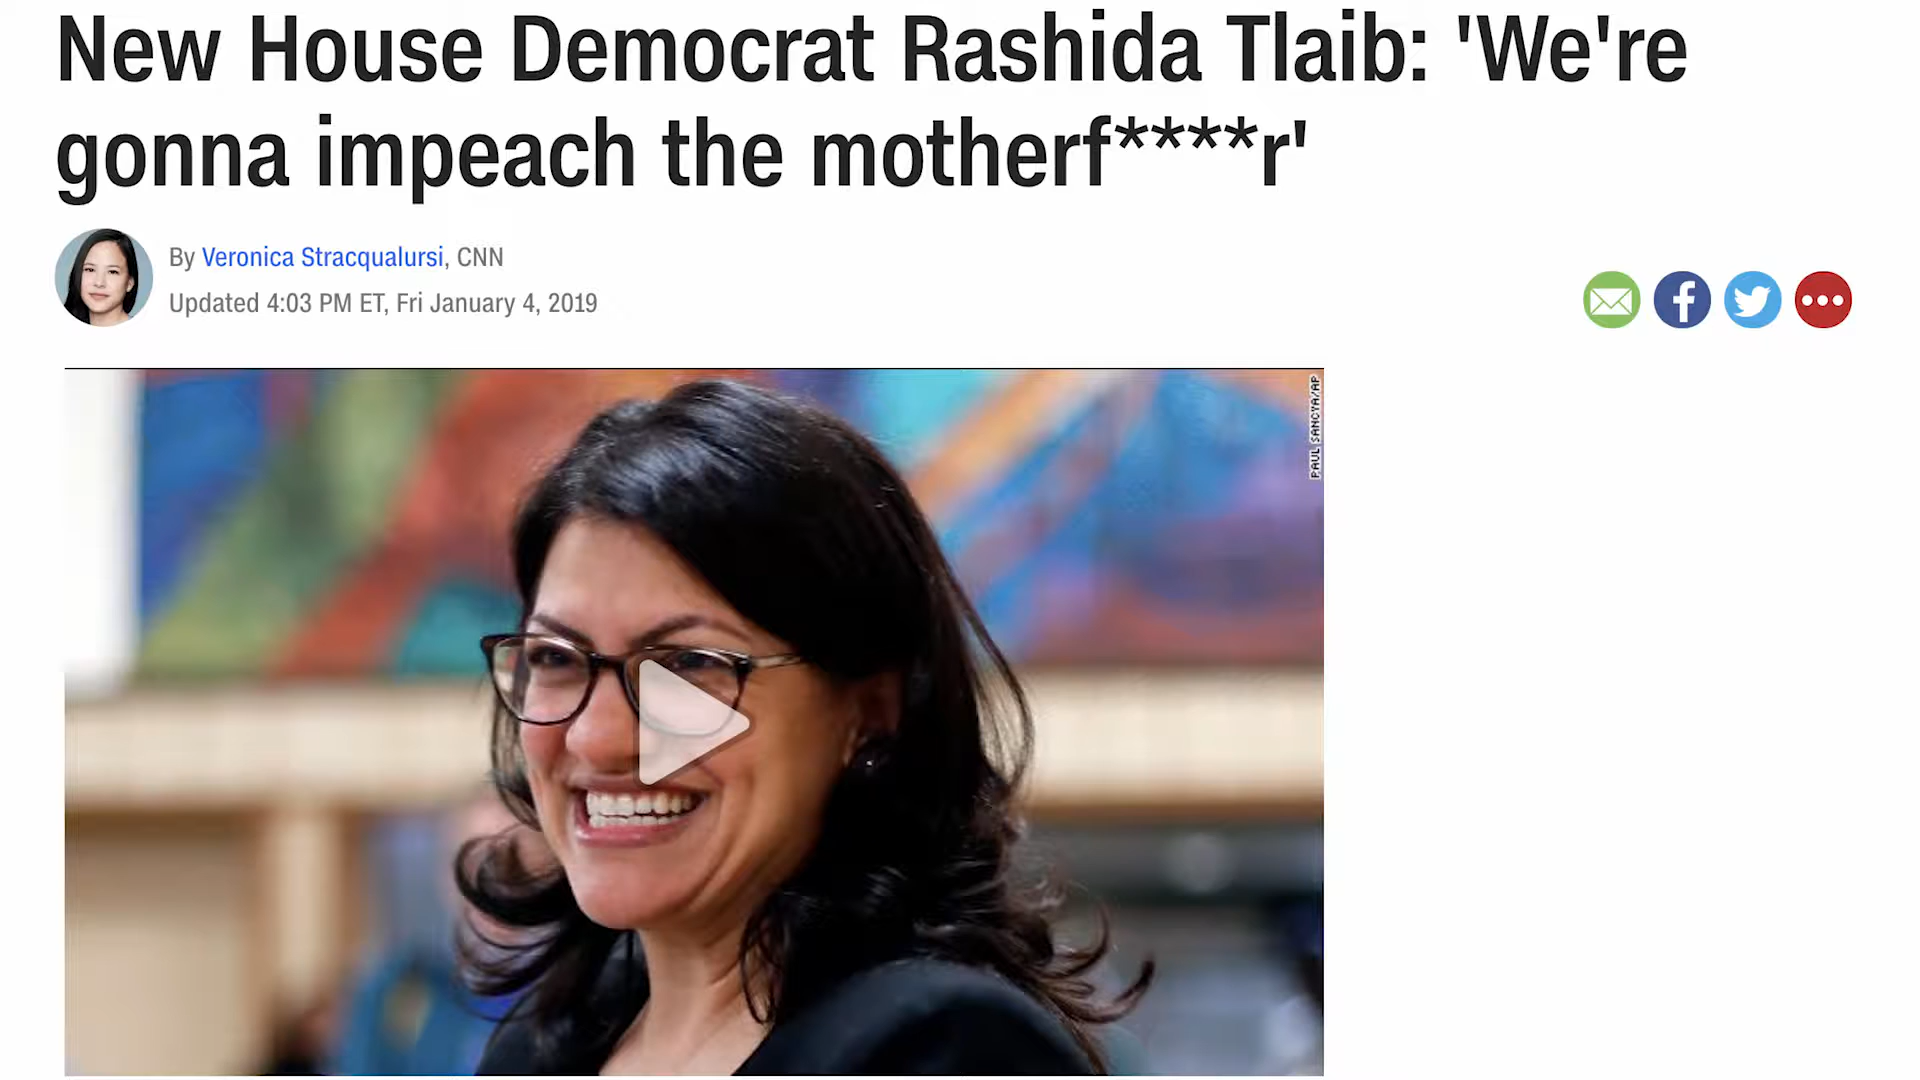 New House Democrat Rashida Tlaib: 'We're
gonna impeach the motherf****r'
By Veronica Stracqualursi, CNN
Updated 4:03 PM ET, Fri January 4, 2019
PAUL SANCYA/AP